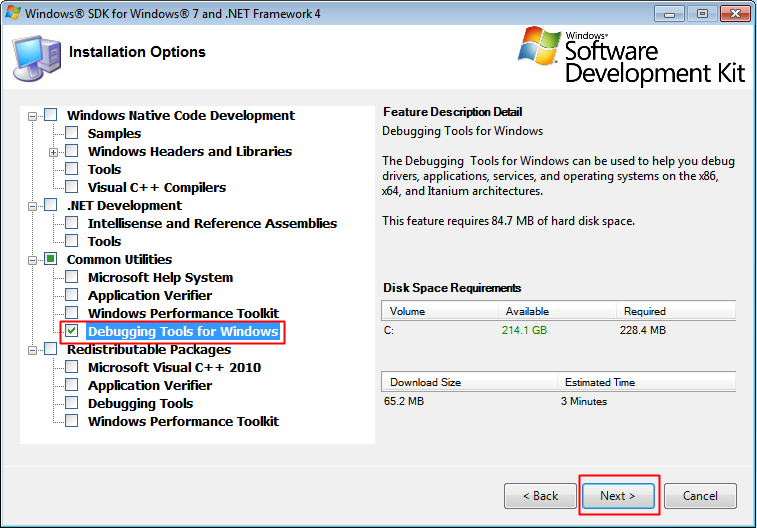 Windows® SDK for Windows® 7 and .NET Framework 4
Installation Options
Windows®
Software
Development Kit
Windows Native Code Development
Samples
Windows Headers and Libraries
Tools
Visual C++ Compilers
.NET Development
Intellisense and Reference Assemblies
Tools
Common Utilities
Microsoft Help System
Application Verifier
Windows Performance Toolkit
Debugging Tools for Windows
Redistributable Packages
Microsoft Visual C++ 2010
Application Verifier
Debugging Tools
Windows Performance Toolkit
Feature Description Detail
Debugging Tools for Windows
The Debugging  Tools for Windows can be used to help you debug
drivers, applications, services, and operating systems on the x86,
x64, and Itanium architectures.
This feature requires 84.7 MB of hard disk space.
Disk Space Requirements
Volume Available Required
C: 214.1 GB 228.4 MB
Download Size Estimated Time
65.2 MB 3 Minutes
< Back Next > Cancel